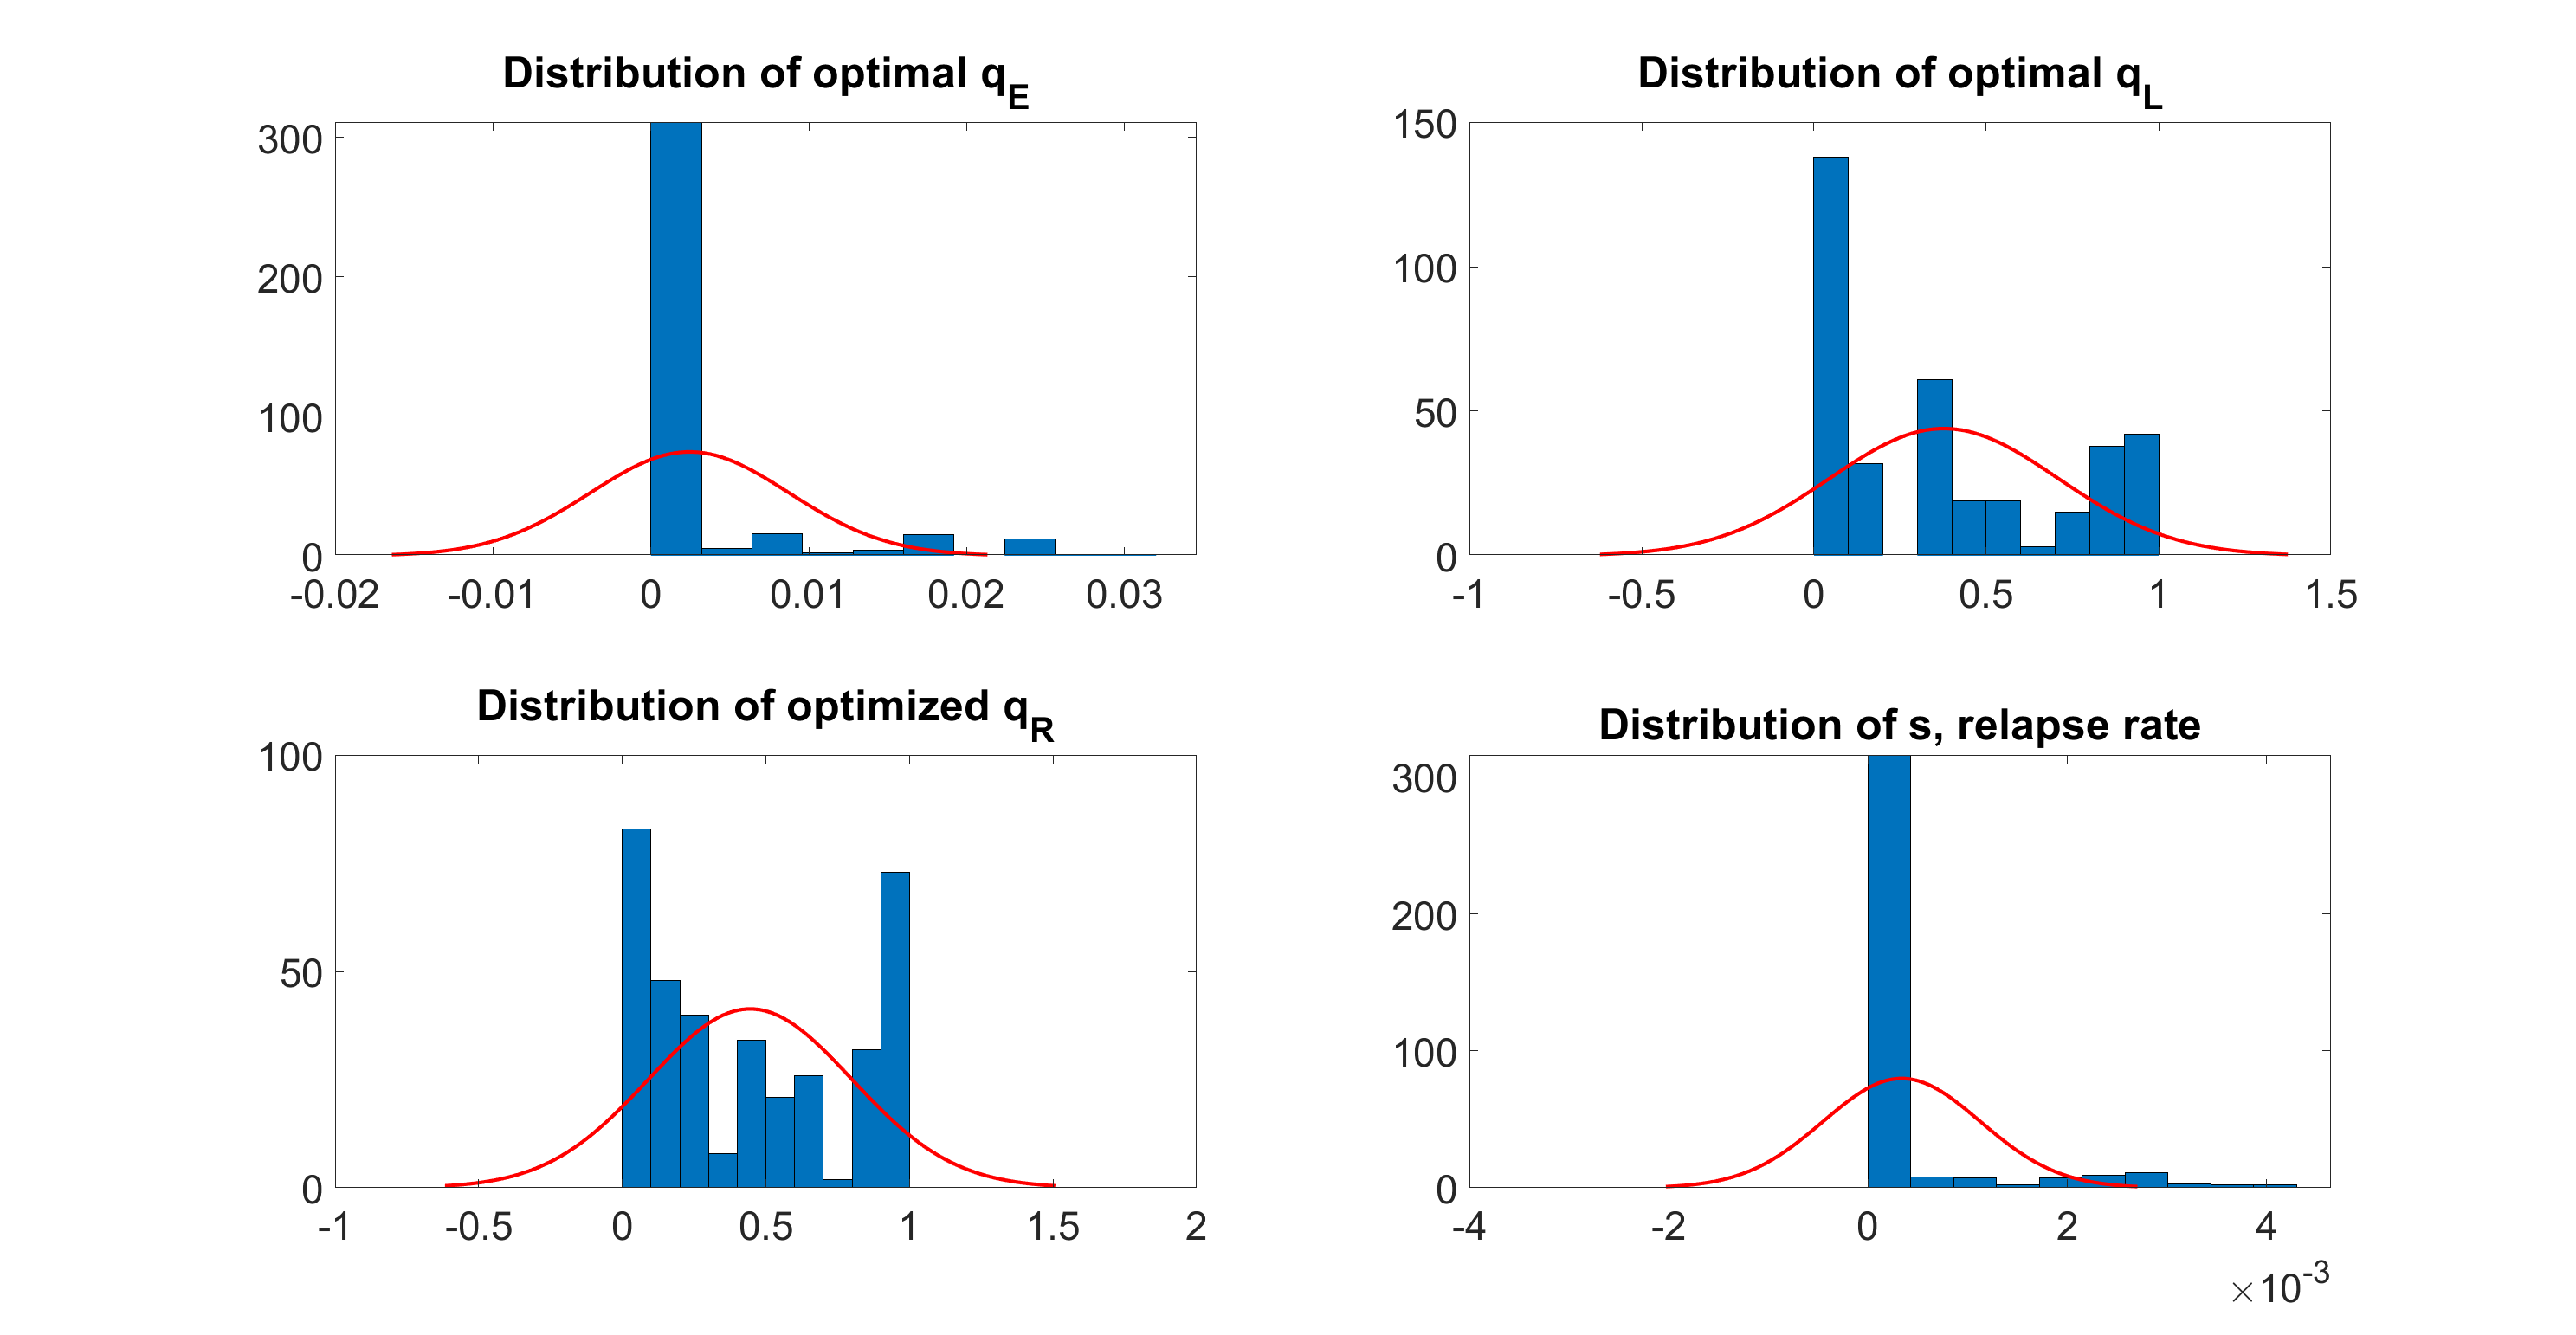 Distribution of optimal q_E
300
200
100
0
-0.02 -0.01 0 0.01 0.02 0.03
Distribution of optimal q_L
150
100
50
0
-1 -0.5 0 0.5 1 1.5
Distribution of optimized q_R
100
50
0
-1 -0.5 0 0.5 1 1.5 2
Distribution of s, relapse rate
300
200
100
0
-4 -2 0 2 4
×10^-3